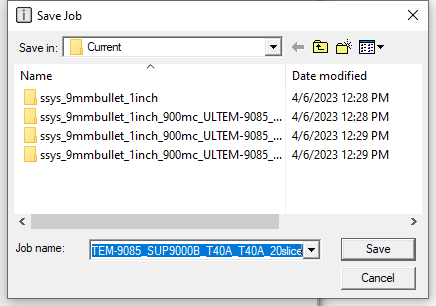 Save Job
Save in: Current
Name Date modified
ssys_9mmbullet_1inch 4/6/2023 12:28 PM
ssys_9mmbullet_1inch_900mc_ULTEM-9085_... 4/6/2023 12:28 PM
ssys_9mmbullet_1inch_900mc_ULTEM-9085_... 4/6/2023 12:29 PM
ssys_9mmbullet_1inch_900mc_ULTEM-9085_... 4/6/2023 12:29 PM
Job name: TEM-9085_SUP9000B_T40A_T40A_20slice Save
Cancel